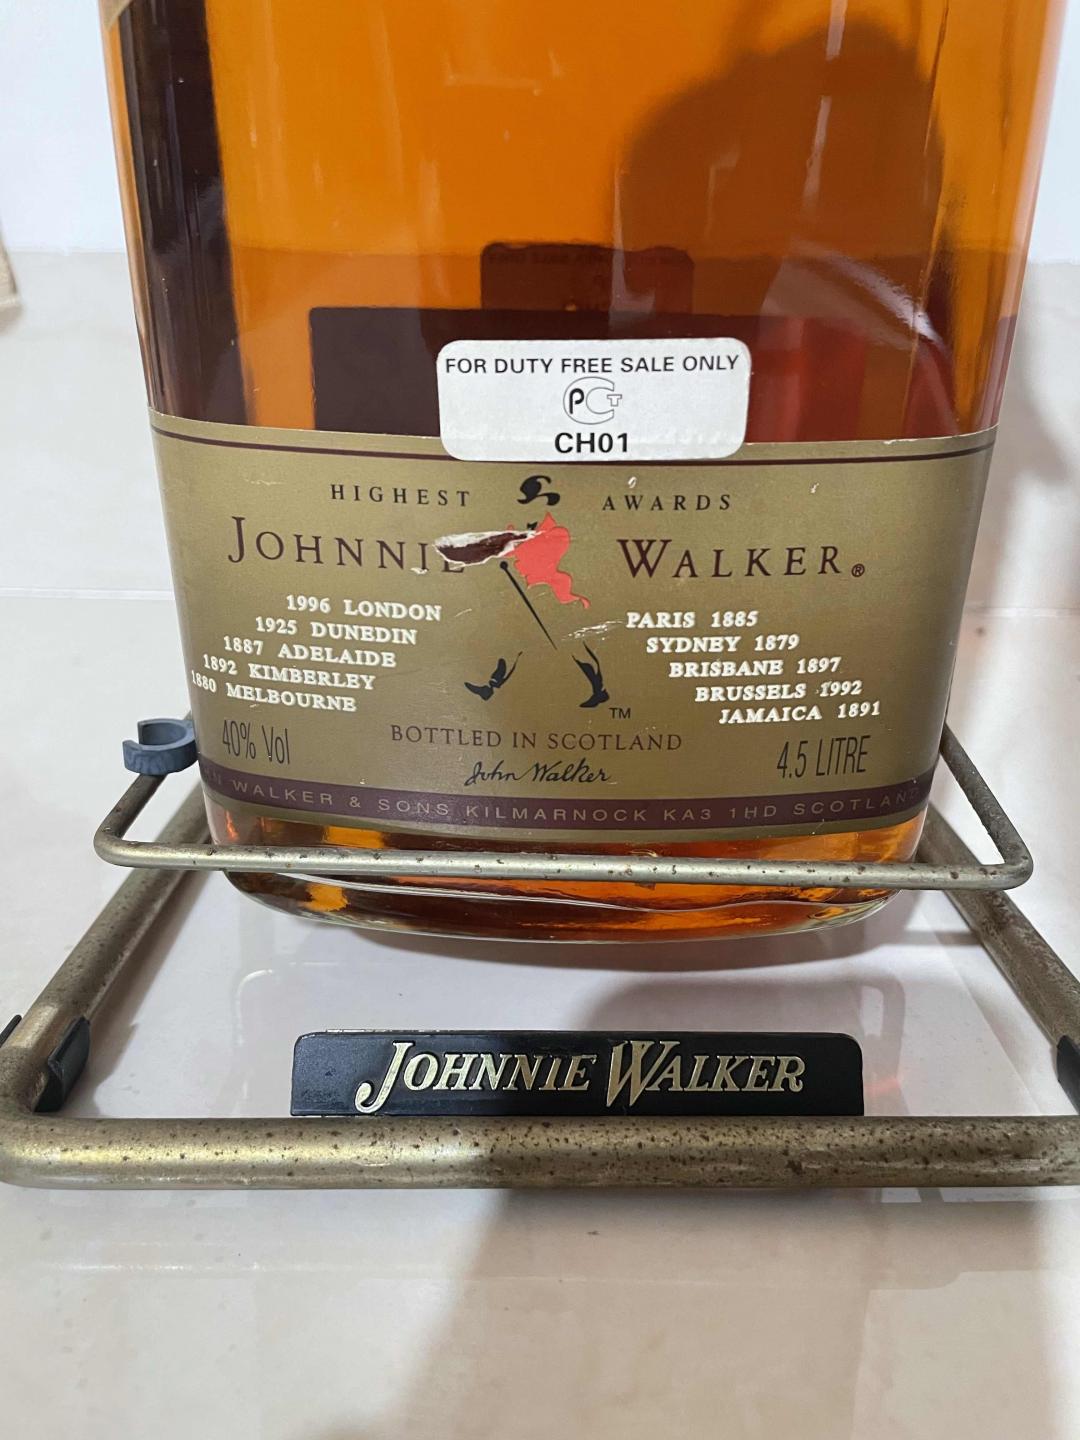 FOR DUTY FREE SALE ONLY
PCT
CH01
HIGHEST AWARDS
JOHNNIE WALKER®
1996 LONDON
1925 DUNEDIN
1887 ADELAIDE
1892 KIMBERLEY
1880 MELBOURNE
PARIS 1885
SYDNEY 1879
BRISBANE 1897
BRUSSELS 1992
JAMAICA 1891
TM
40% Vol
BOTTLED IN SCOTLAND
John Walker
4.5 LITRE
WALKER & SONS KILMARNOCK KA3 1HD SCOTLAND
JOHNNIE WALKER